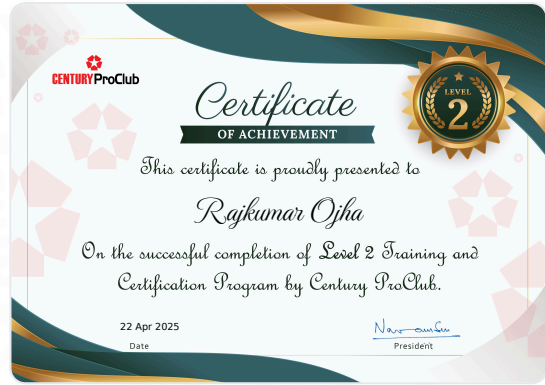 CENTURY ProClub
Certificate
OF ACHIEVEMENT
LEVEL
2
This certificate is proudly presented to
Rajkumar Ojha
On the successful completion of Level 2 Training and
Certification Program by Century ProClub.
22 Apr 2025
Date
President